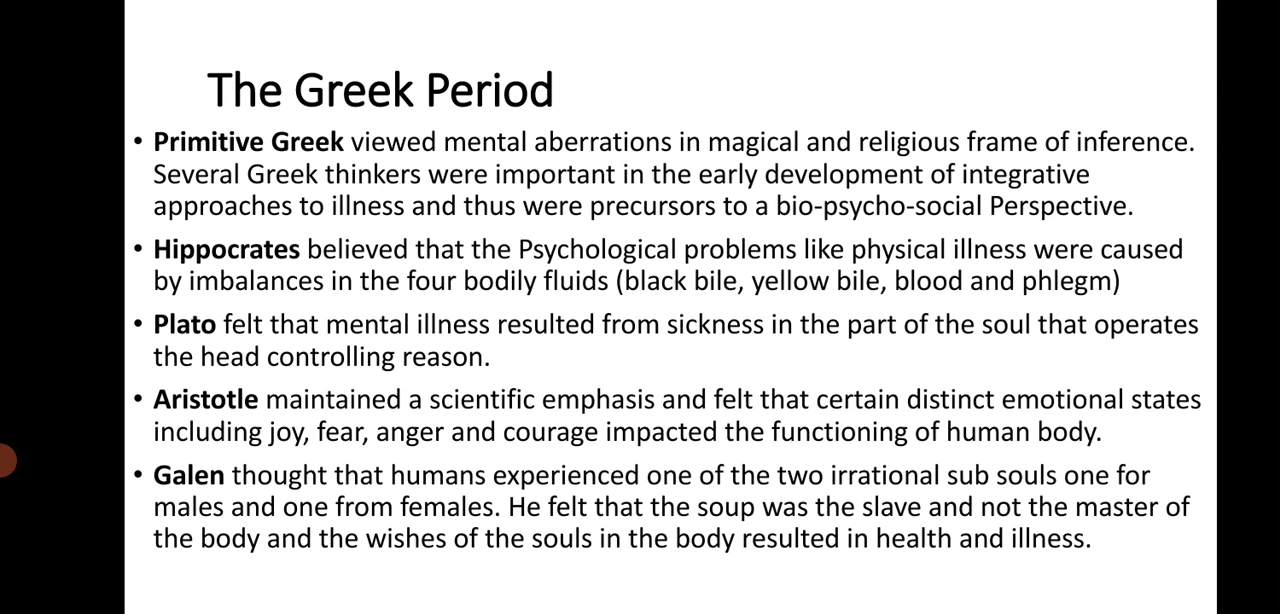 The Greek Period
• Primitive Greek viewed mental aberrations in magical and religious frame of inference.
Several Greek thinkers were important in the early development of integrative
approaches to illness and thus were precursors to a bio-psycho-social Perspective.
• Hippocrates believed that the Psychological problems like physical illness were caused
by imbalances in the four bodily fluids (black bile, yellow bile, blood and phlegm)
• Plato felt that mental illness resulted from sickness in the part of the soul that operates
the head controlling reason.
• Aristotle maintained a scientific emphasis and felt that certain distinct emotional states
including joy, fear, anger and courage impacted the functioning of human body.
• Galen thought that humans experienced one of the two irrational sub souls one for
males and one from females. He felt that the soup was the slave and not the master of
the body and the wishes of the souls in the body resulted in health and illness.